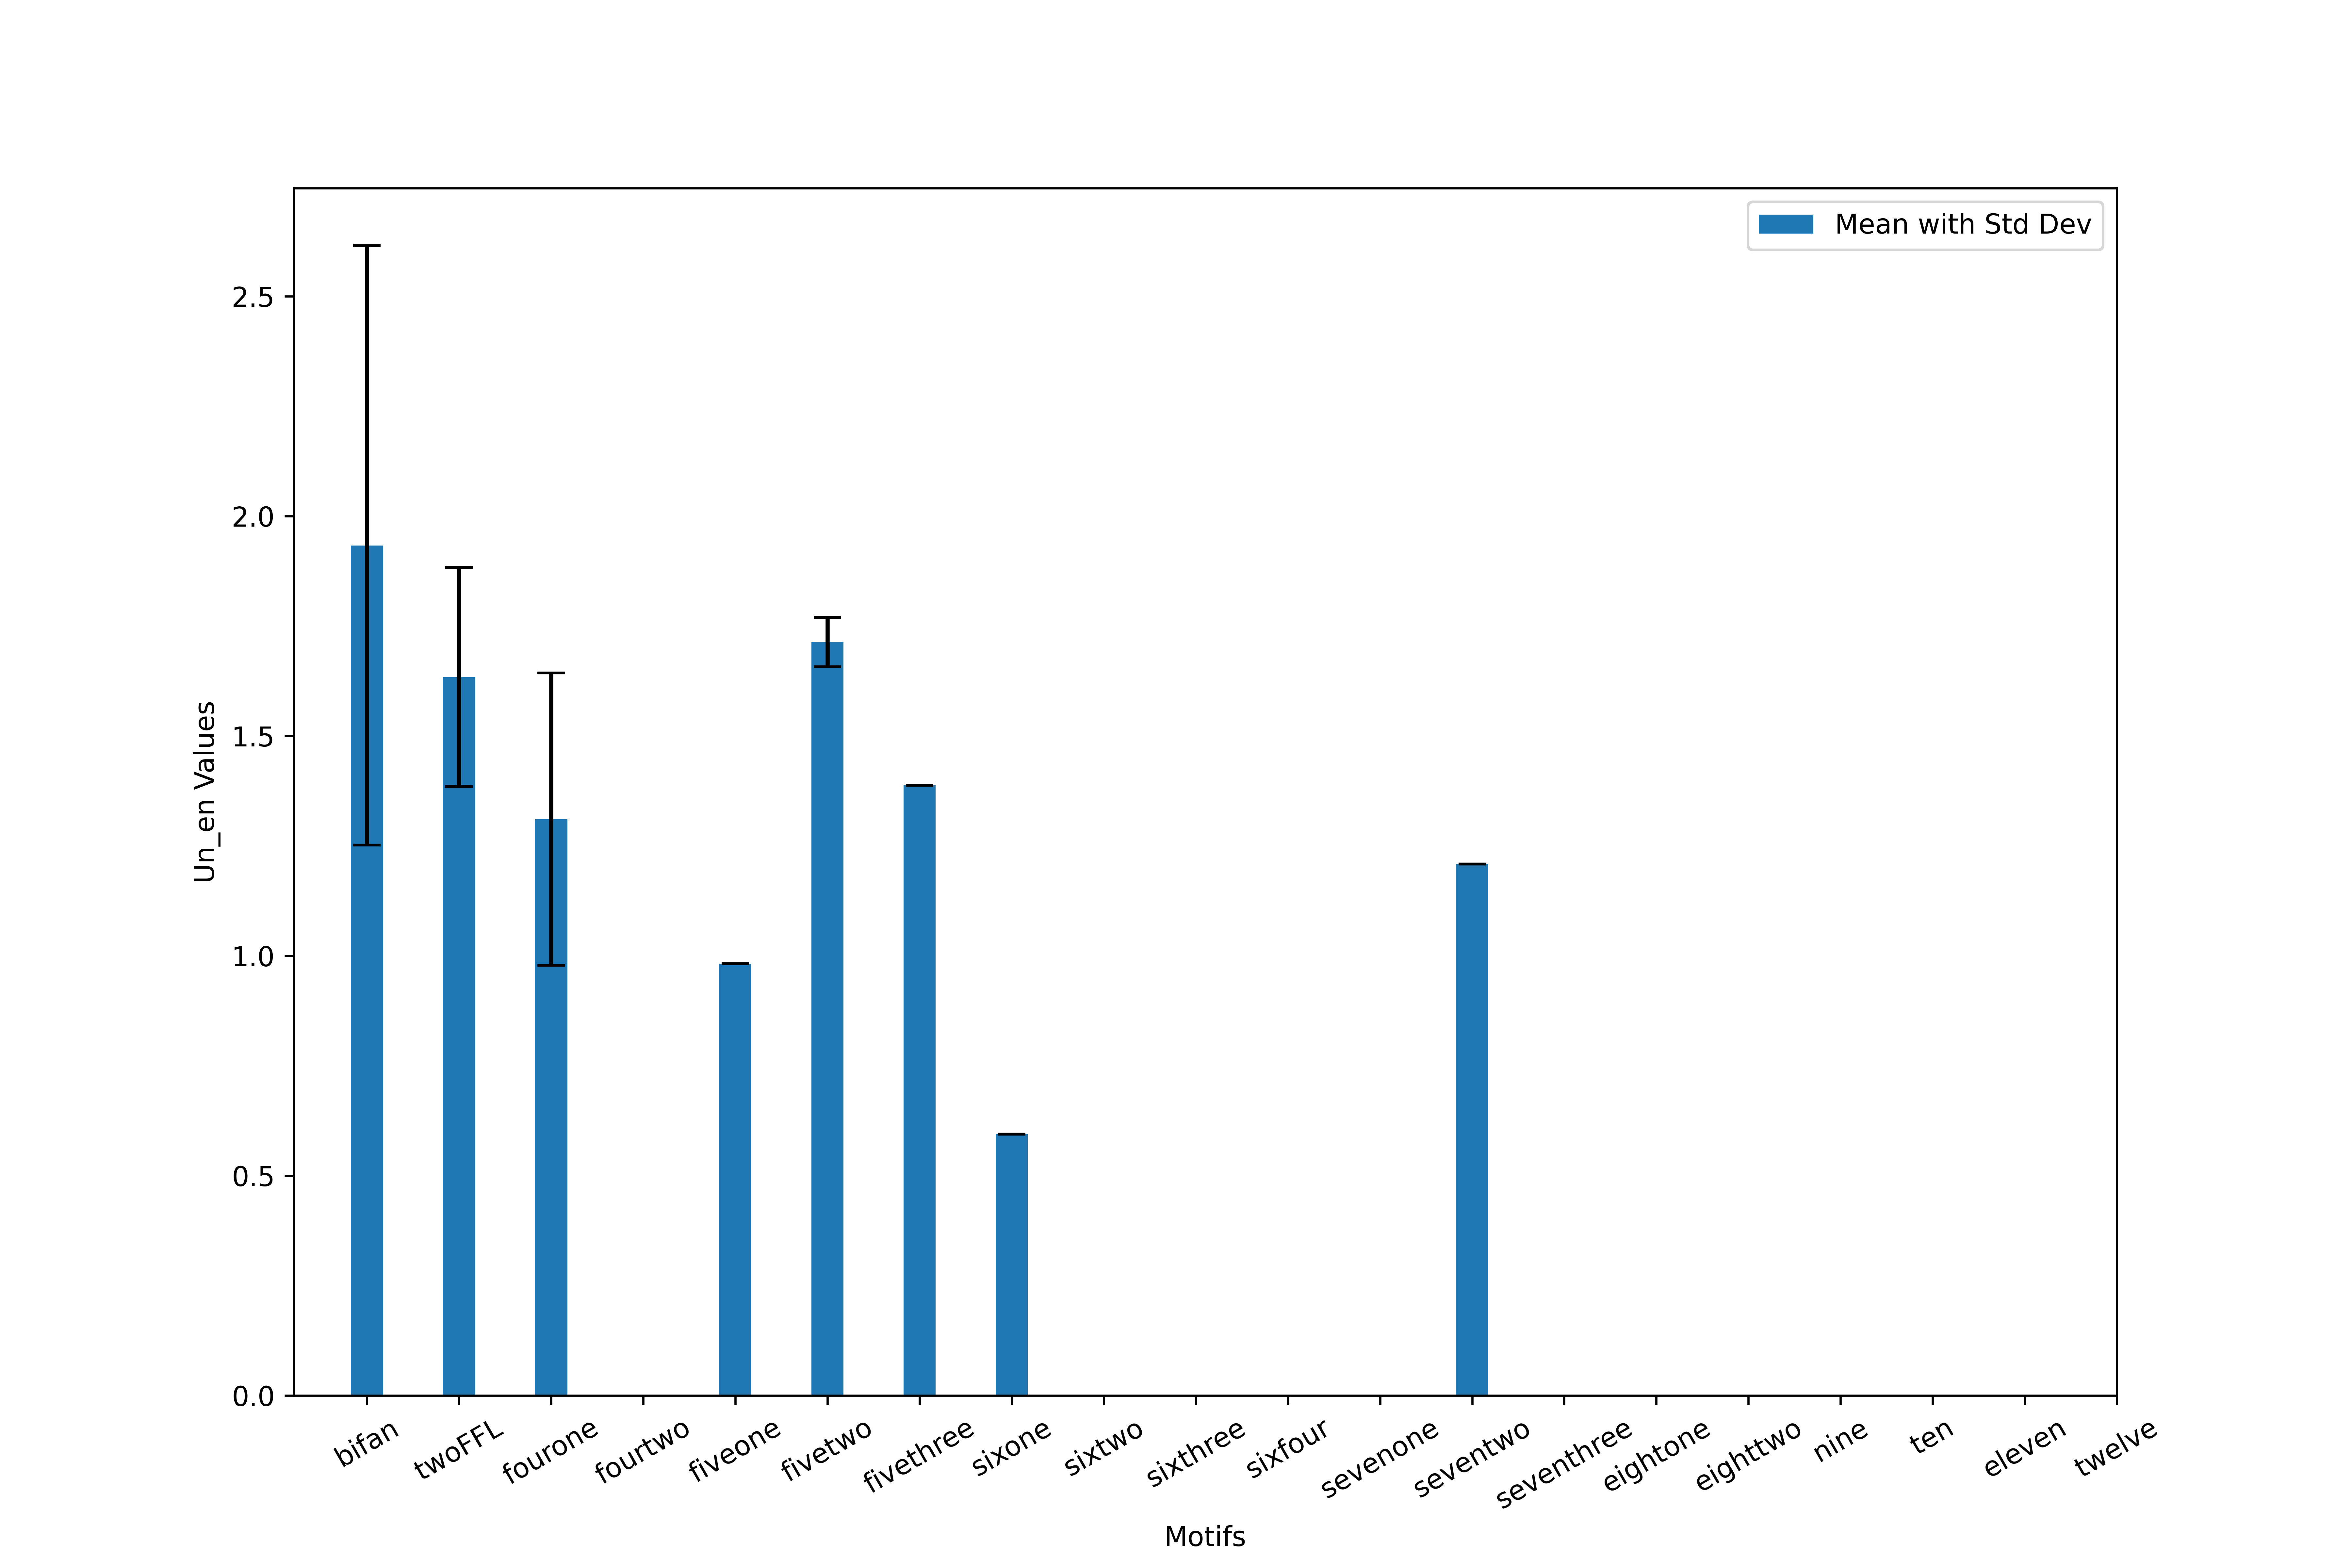 Mean with Std Dev
Un_en Values
2.5
2.0
1.5
1.0
0.5
0.0
bifan
twoFFL
fourone
fourtwo
fiveone
fivetwo
fivethree
sixone
sixtwo
sixthree
sixfour
sevenone
seventwo
seventhree
eightone
eighttwo
nine
ten
eleven
twelve
Motifs